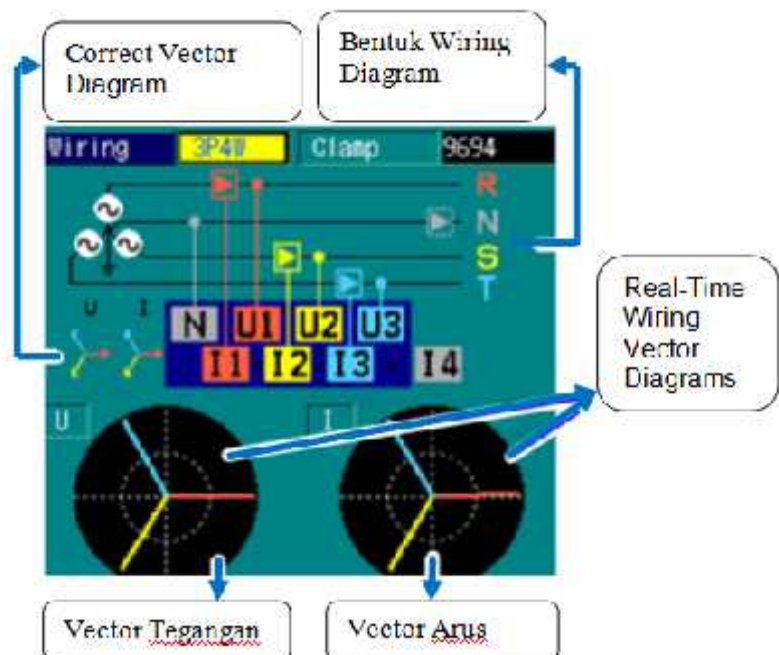 Correct Vector
Diagram
Bentuk Wiring
Diagram
Wiring 3P4W Clamp 9694
R
N
S
T
U I
N U1 U2 U3
I1 I2 I3 I4
Real-Time
Wiring
Vector
Diagrams
U I
Vector Tegangan
Vector Arus